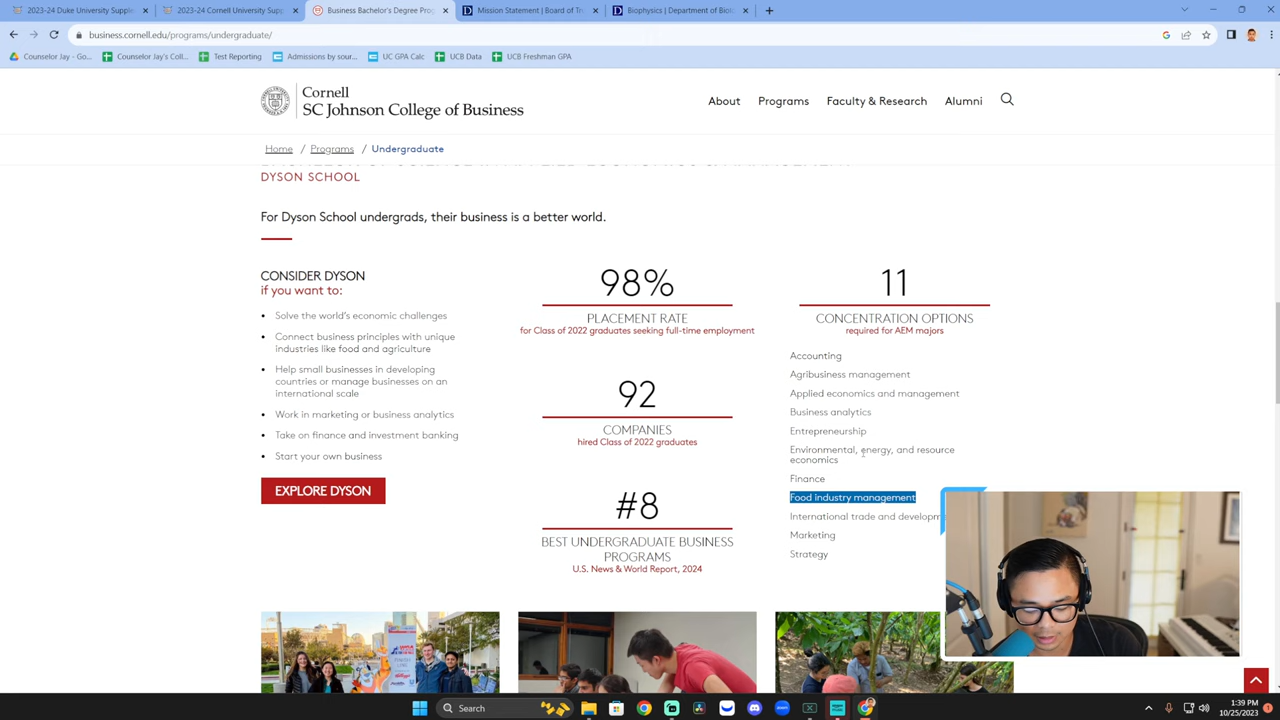 2023-24 Duke University Supple
2023-24 Cornell University Supp
Business Bachelor's Degree Prog
Mission Statement | Board of Tru
Biophysics | Department of Biol
business.cornell.edu/programs/undergraduate/
Counselor Jay - Go...
Counselor Jay's Coll...
Test Reporting
Admissions by sour...
UC GPA Calc
UCB Data
UCB Freshman GPA
Cornell
SC Johnson College of Business
About
Programs
Faculty & Research
Alumni
Home / Programs / Undergraduate
DYSON SCHOOL
For Dyson School undergrads, their business is a better world.
CONSIDER DYSON
if you want to:
• Solve the world's economic challenges
• Connect business principles with unique
industries like food and agriculture
• Help small businesses in developing
countries or manage businesses on an
international scale
• Work in marketing or business analytics
• Take on finance and investment banking
• Start your own business
EXPLORE DYSON
98%
PLACEMENT RATE
for Class of 2022 graduates seeking full-time employment
92
COMPANIES
hired Class of 2022 graduates
#8
BEST UNDERGRADUATE BUSINESS
PROGRAMS
U.S. News & World Report, 2024
11
CONCENTRATION OPTIONS
required for AEM majors
Accounting
Agribusiness management
Applied economics and management
Business analytics
Entrepreneurship
Environmental, energy, and resource
economics
Finance
Food industry management
International trade and developm
Marketing
Strategy
Search
1:39 PM
10/25/2023